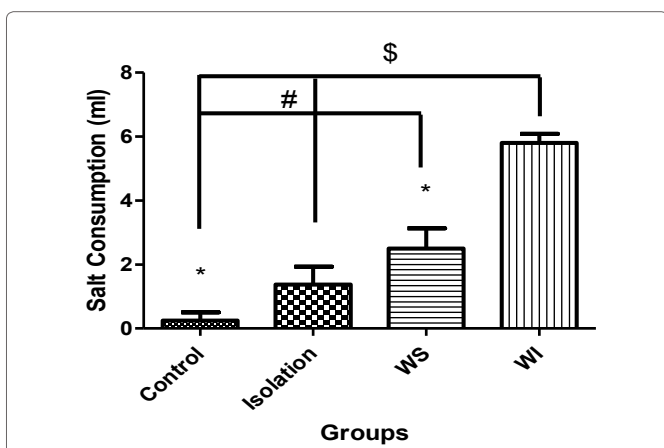 $
8
#
6
4
*
2
*
0
Salt Consumption (ml)
Control
Isolation
WS
WI
Groups